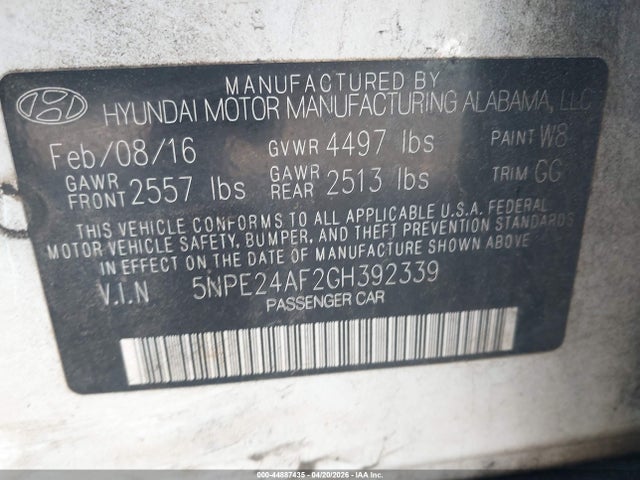 MANUFACTURED BY
HYUNDAI MOTOR MANUFACTURING ALABAMA, LLC
Feb/08/16 GVWR 4497 lbs PAINT W8
GAWR FRONT 2557 lbs GAWR REAR 2513 lbs TRIM GG
THIS VEHICLE CONFORMS TO ALL APPLICABLE U.S.A. FEDERAL
MOTOR VEHICLE SAFETY, BUMPER, AND THEFT PREVENTION STANDARDS
IN EFFECT ON THE DATE OF MANUFACTURE SHOWN ABOVE
V.I.N 5NPE24AF2GH392339
PASSENGER CAR
000-44887435 - 04/20/2026 - IAA Holdings, LLC